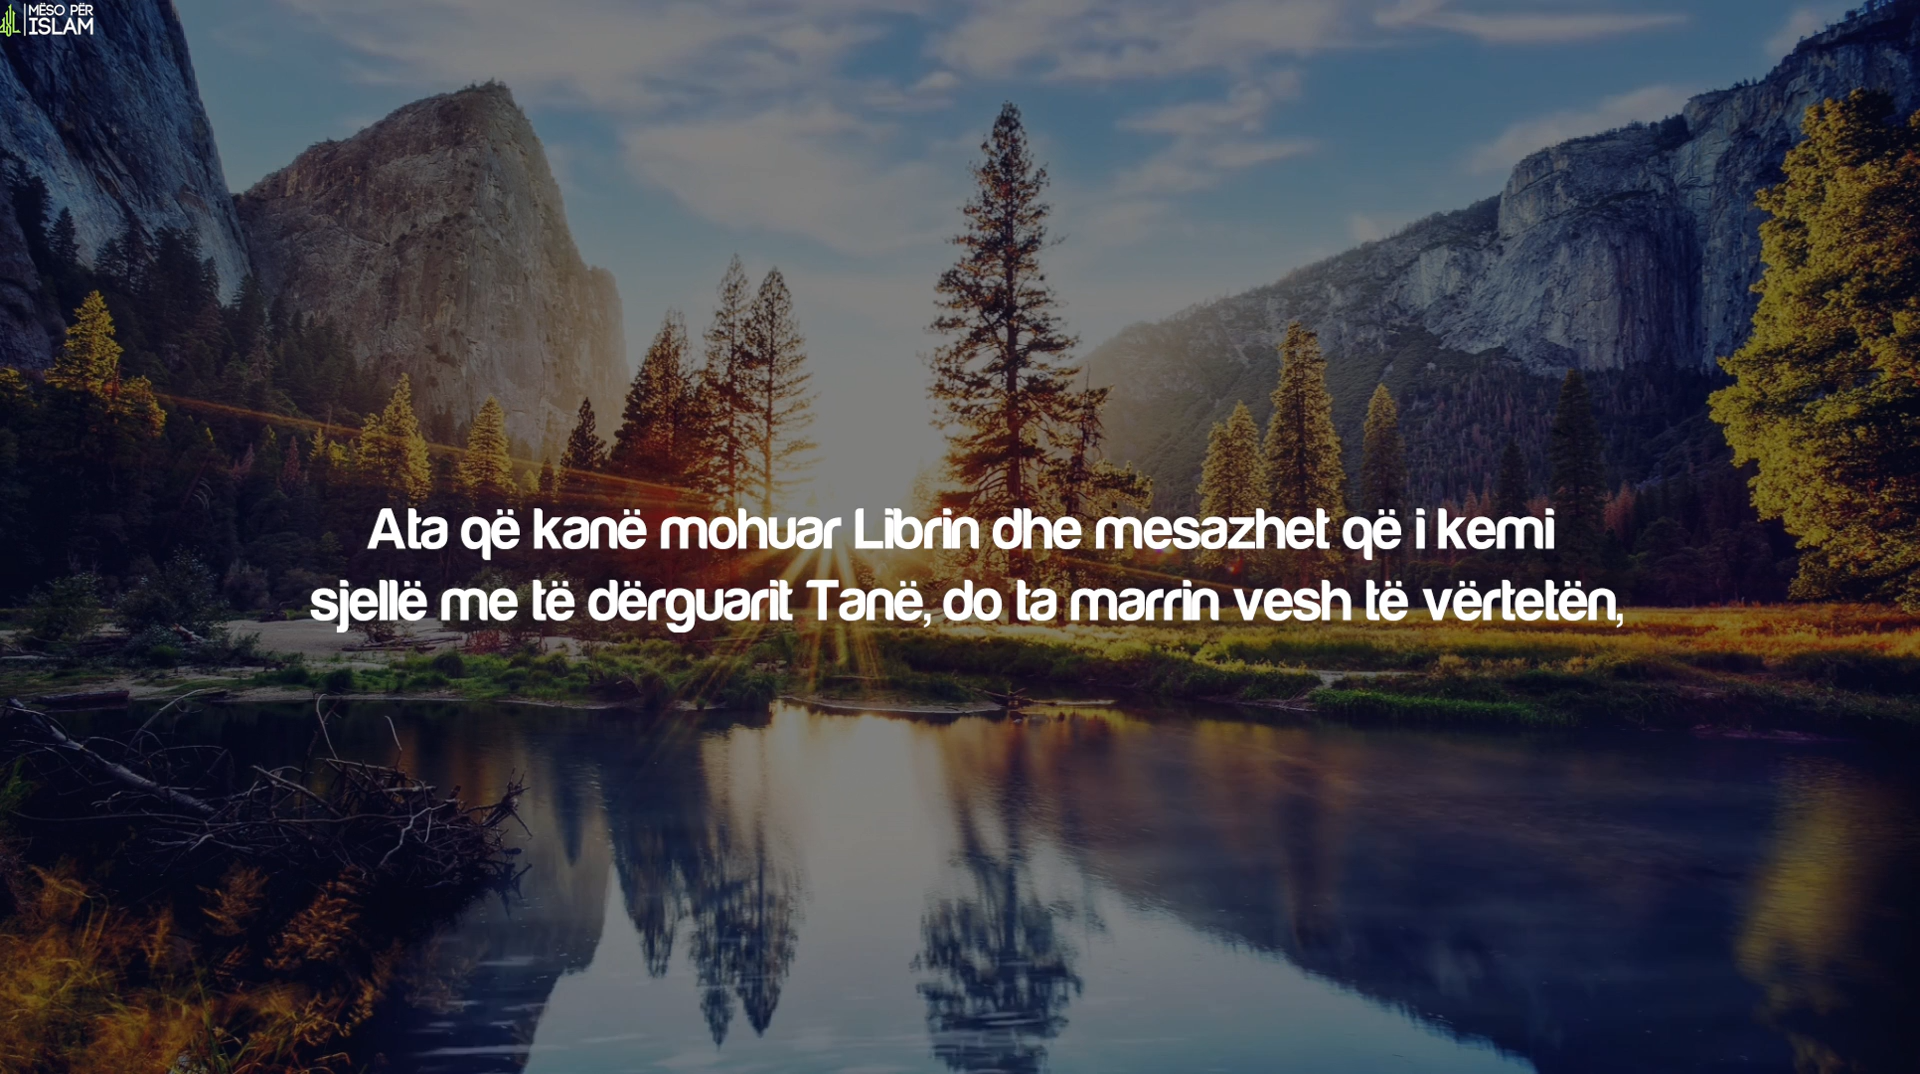 MËSO PËR
ISLAM
Ata që kanë mohuar Librin dhe mesazhet që i kemi
sjellë me të dërguarit Tanë, do ta marrin vesh të vërtetën,